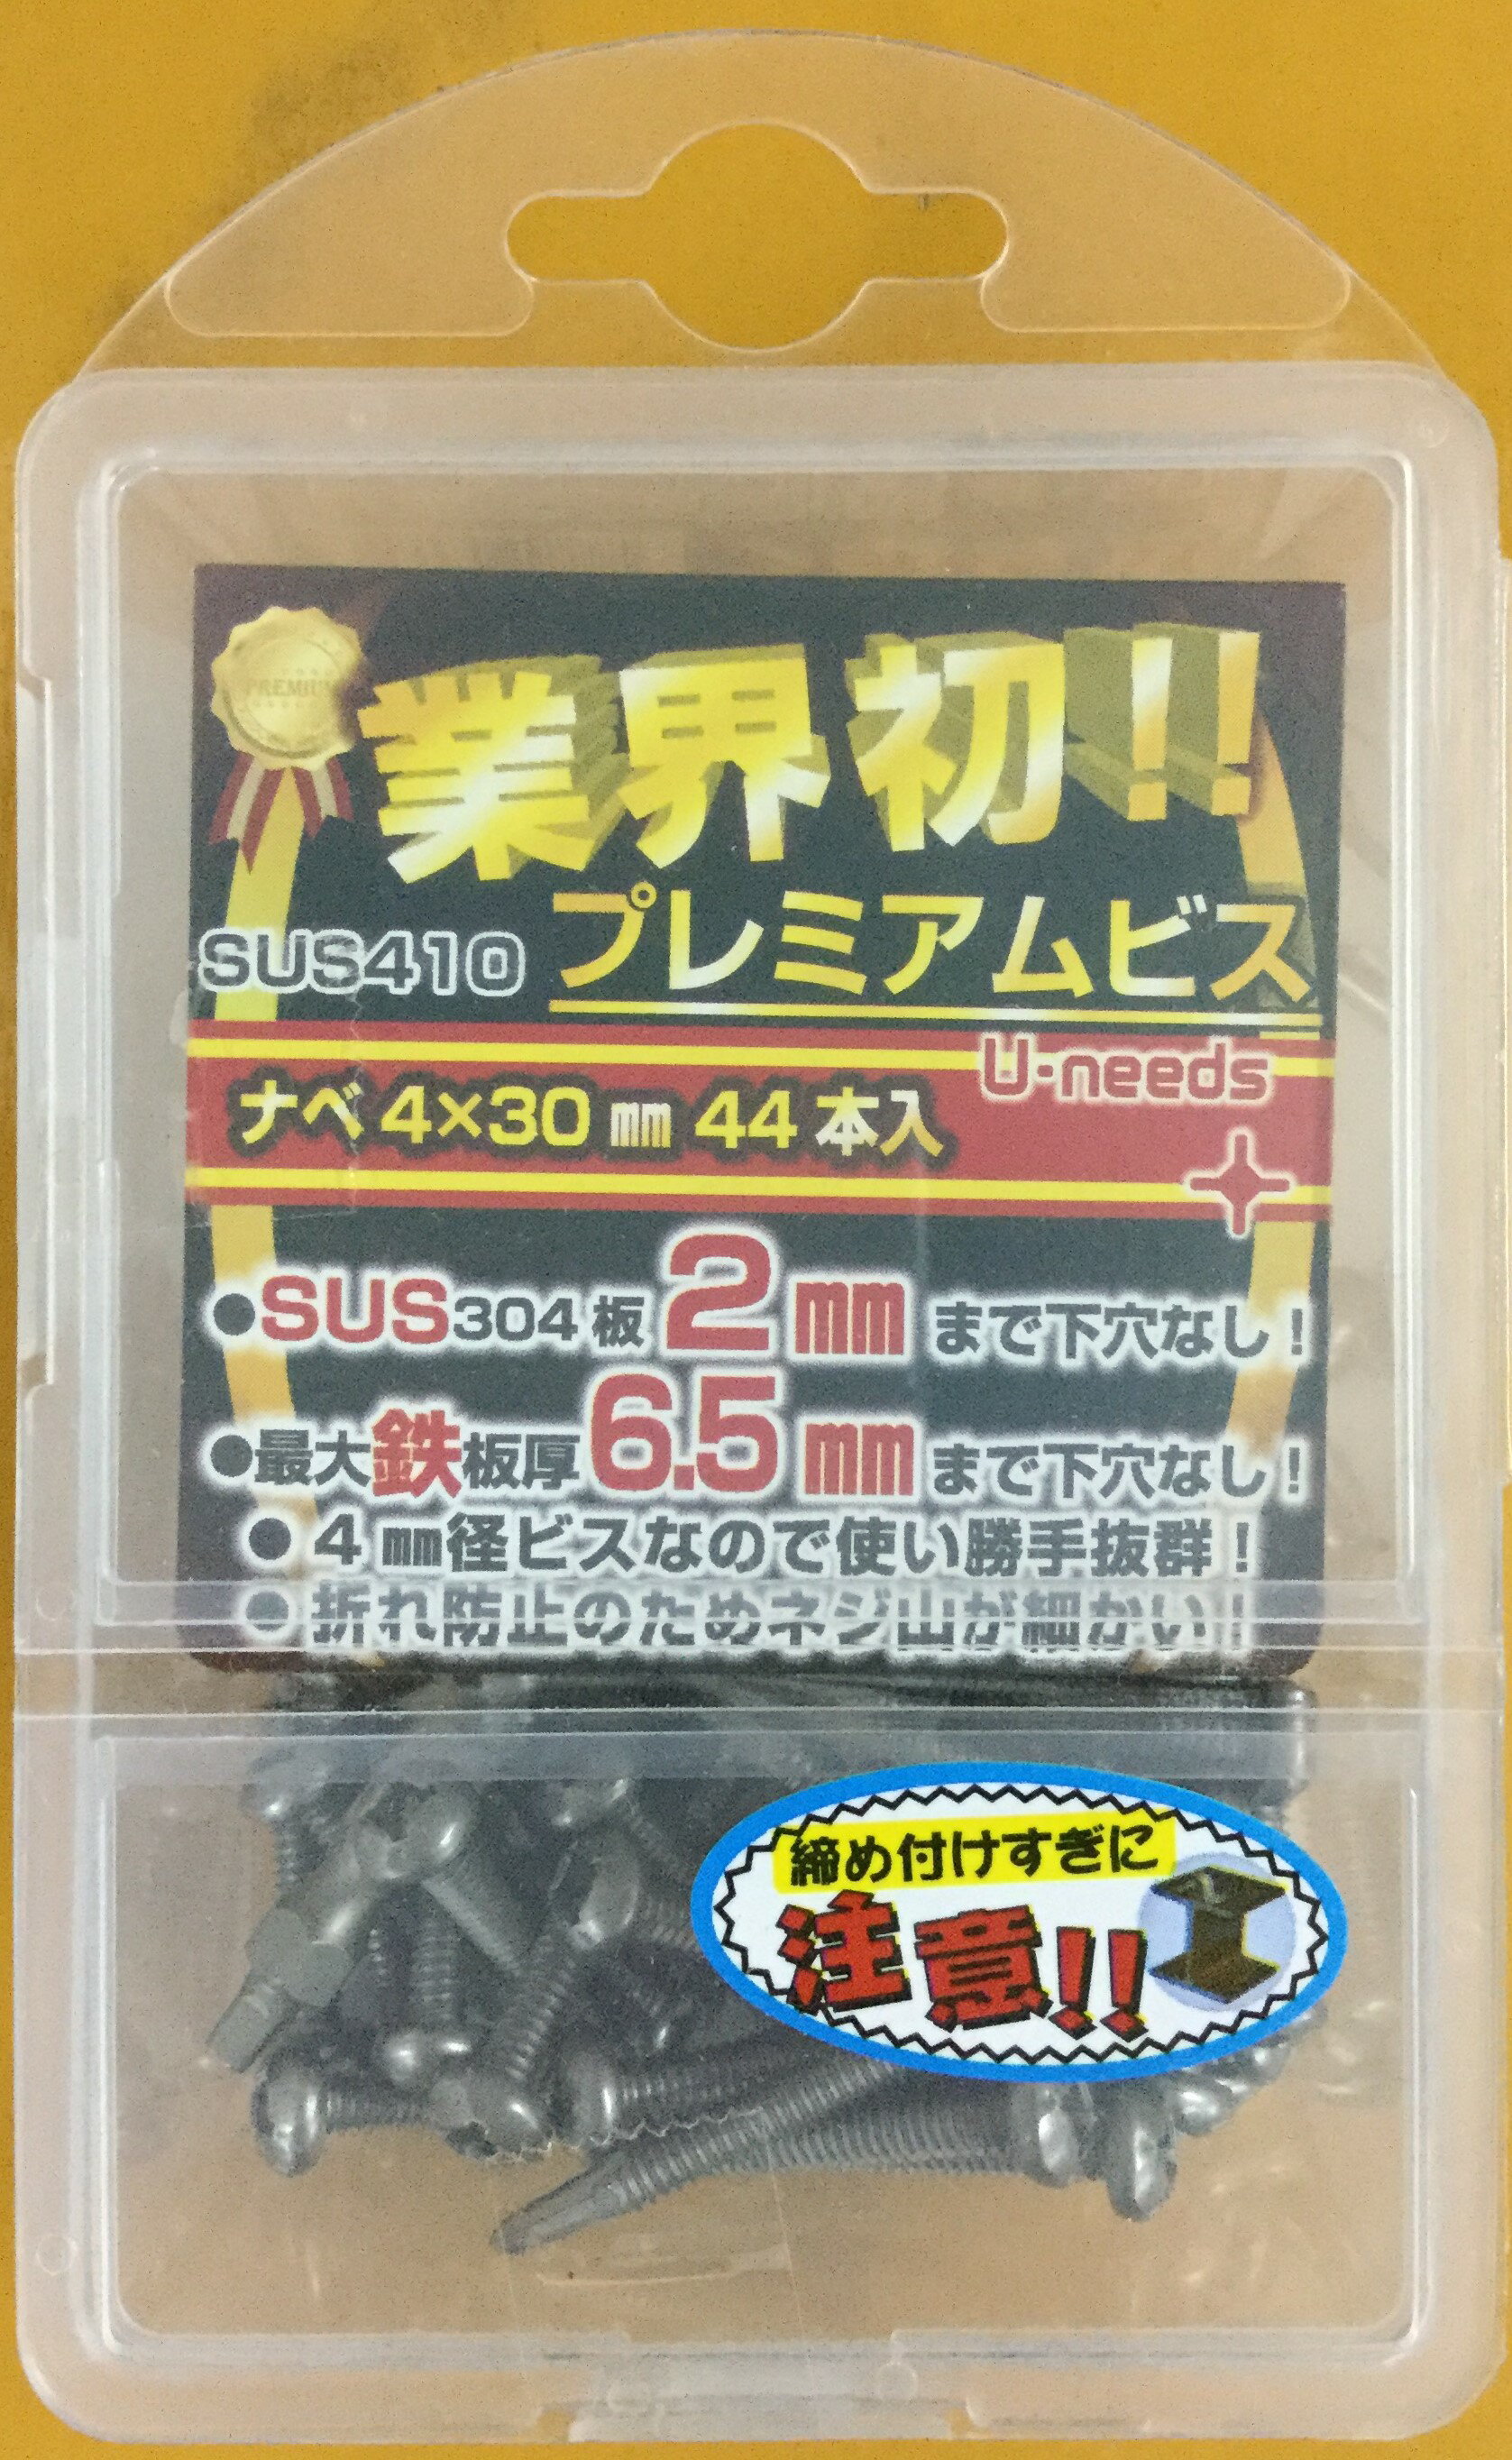 PREMIUM
業界初!!
SUS410 プレミアムビス
U-needs
ナベ 4×30 ㎜ 44 本入
●SUS304 板 2㎜ まで下穴なし!
●最大鉄板厚 6.5㎜ まで下穴なし!
● 4 ㎜径ビスなので使い勝手抜群!
● 折れ防止のためネジ山が細かい!
締め付けすぎに
注意!!